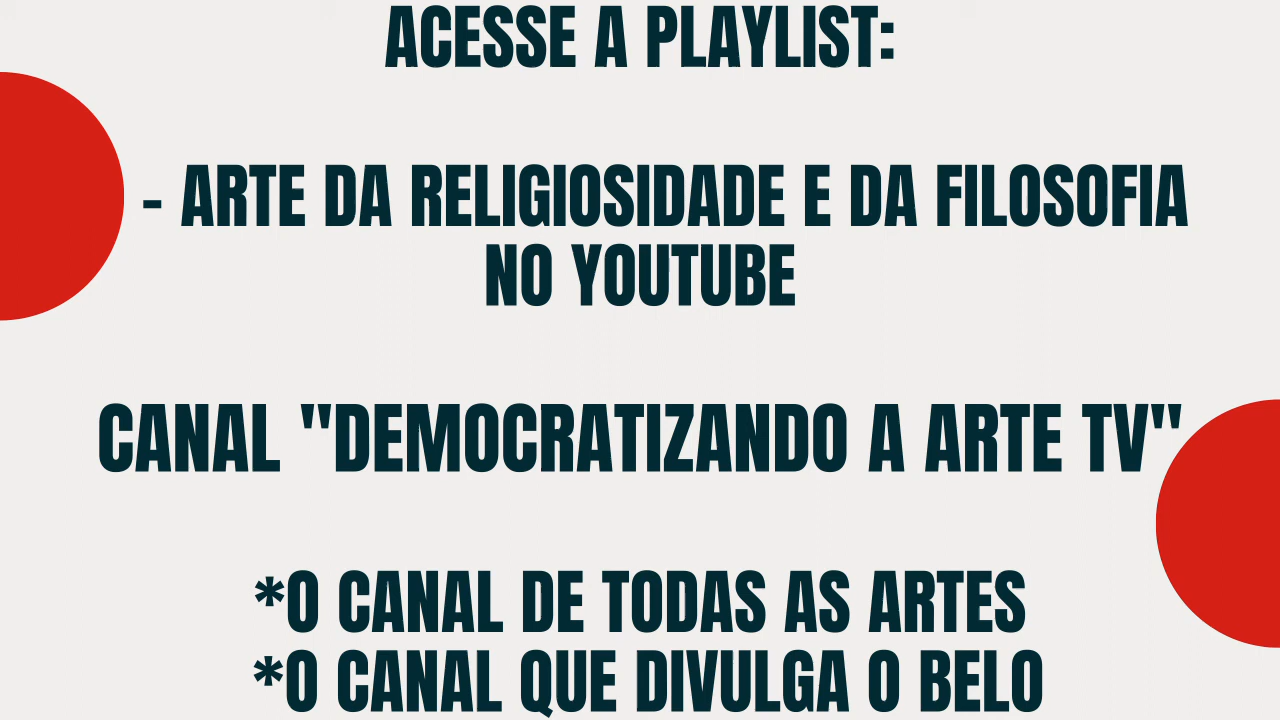 ACESSE A PLAYLIST:
- ARTE DA RELIGIOSIDADE E DA FILOSOFIA
NO YOUTUBE
CANAL "DEMOCRATIZANDO A ARTE TV"
*O CANAL DE TODAS AS ARTES
*O CANAL QUE DIVULGA O BELO